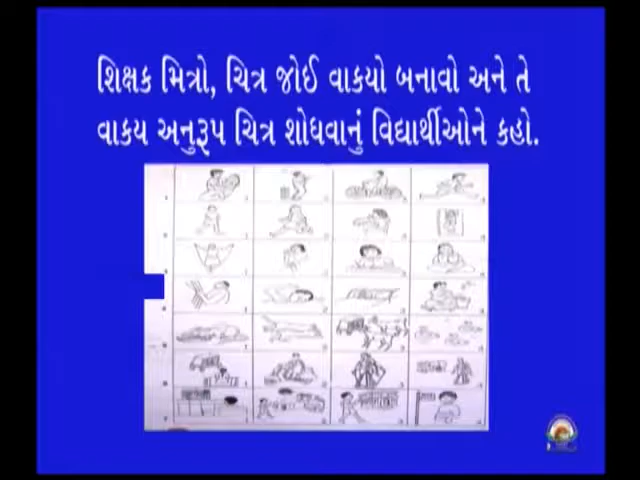 શિક્ષક મિત્રો, ચિત્ર જોઈ વાકયો બનાવો અને તે
વાકય અનુરૂપ ચિત્ર શોધવાનું વિદ્યાર્થીઓને કહો.